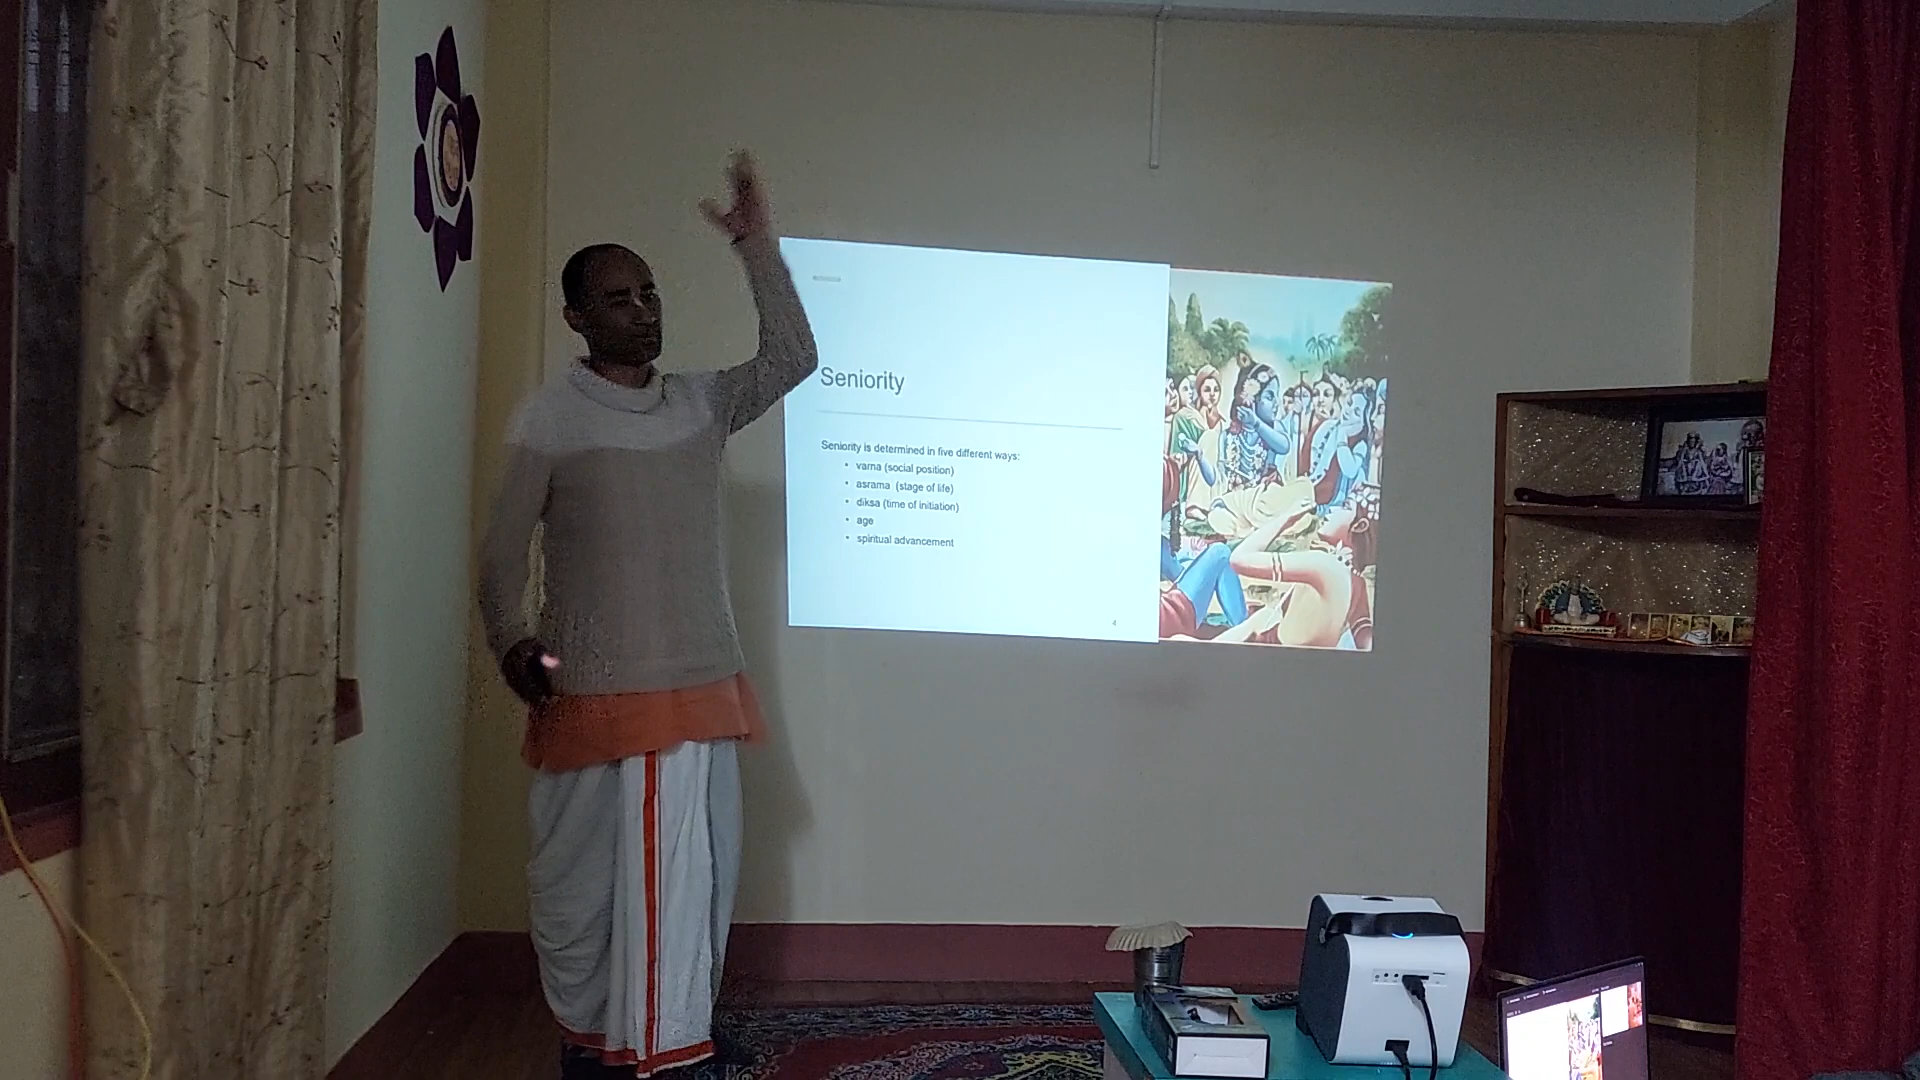 Seniority
Seniority is determined in five different ways:
• varna (social position)
• asrama (stage of life)
• diksa (time of initiation)
• age
• spiritual advancement
4